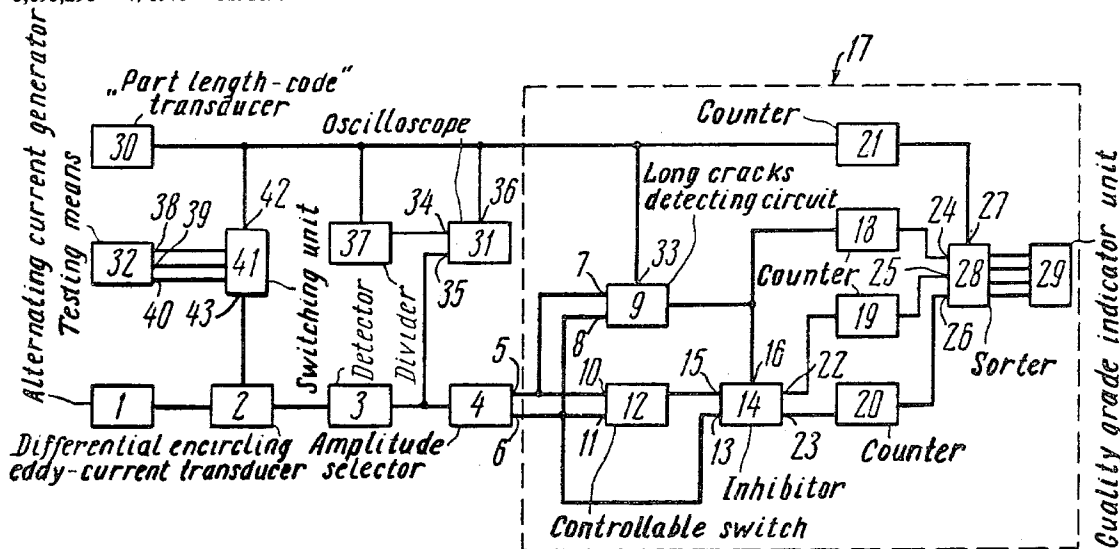 17
„Part length-code"
transducer
Oscilloscope
Counter
Long cracks
detecting circuit
Alternating current generator
Testing means
30
38
39
40
32
42
41
43
Switching unit
37
34
36
31
35
Detector
Divider
33
7
9
8
21
24
27
18
Counter
25
28
29
19
26
Sorter
Quality grade indicator unit
1
2
3
4
5
6
10
12
11
15
16
14
13
22
23
20
Differential encircling
eddy-current transducer
Amplitude
selector
Inhibitor
Counter
Controllable switch